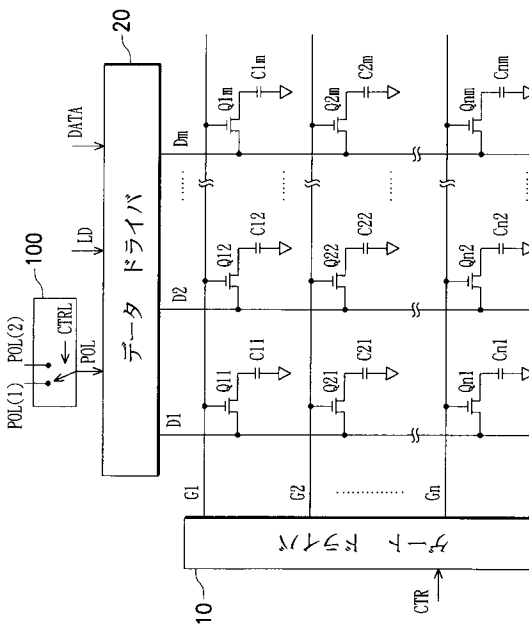 POL(1)
POL(2)
100
CTRL
POL
LD
DATA
20
データ ドライバ
D1
D2
Dm
G1
Q11
C11
Q12
C12
Q1m
C1m
G2
Q21
C21
Q22
C22
Q2m
C2m
Gn
Qn1
Cn1
Qn2
Cn2
Qnm
Cnm
ゲート ドライバ
10
CTR